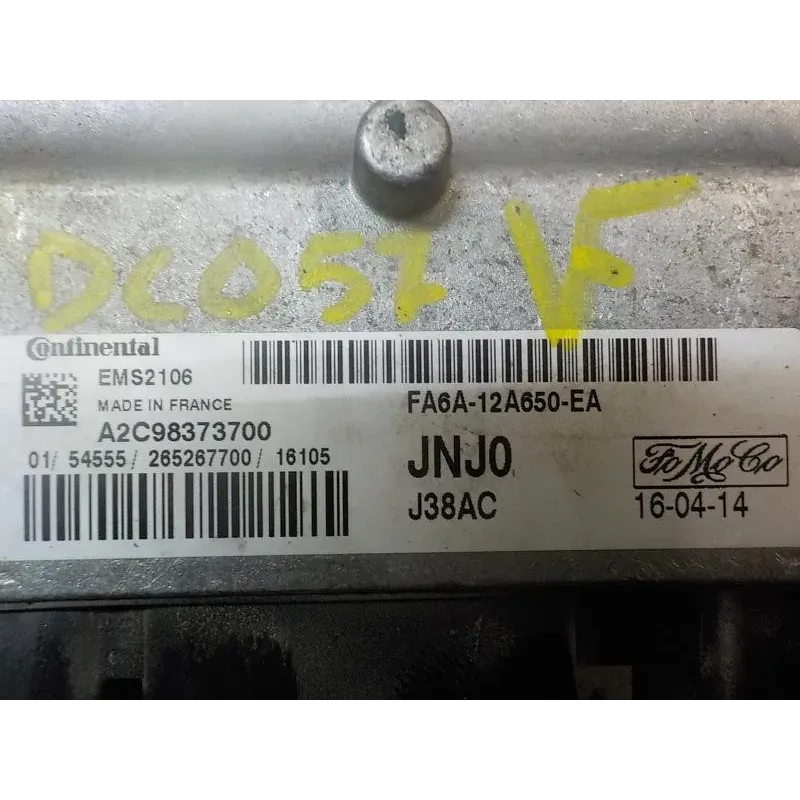 DC057 VF
Continental
EMS2106
MADE IN FRANCE
A2C98373700
01/ 54555/ 265267700/ 16105
FA6A-12A650-EA
JNJ0
J38AC
FoMoCo
16-04-14